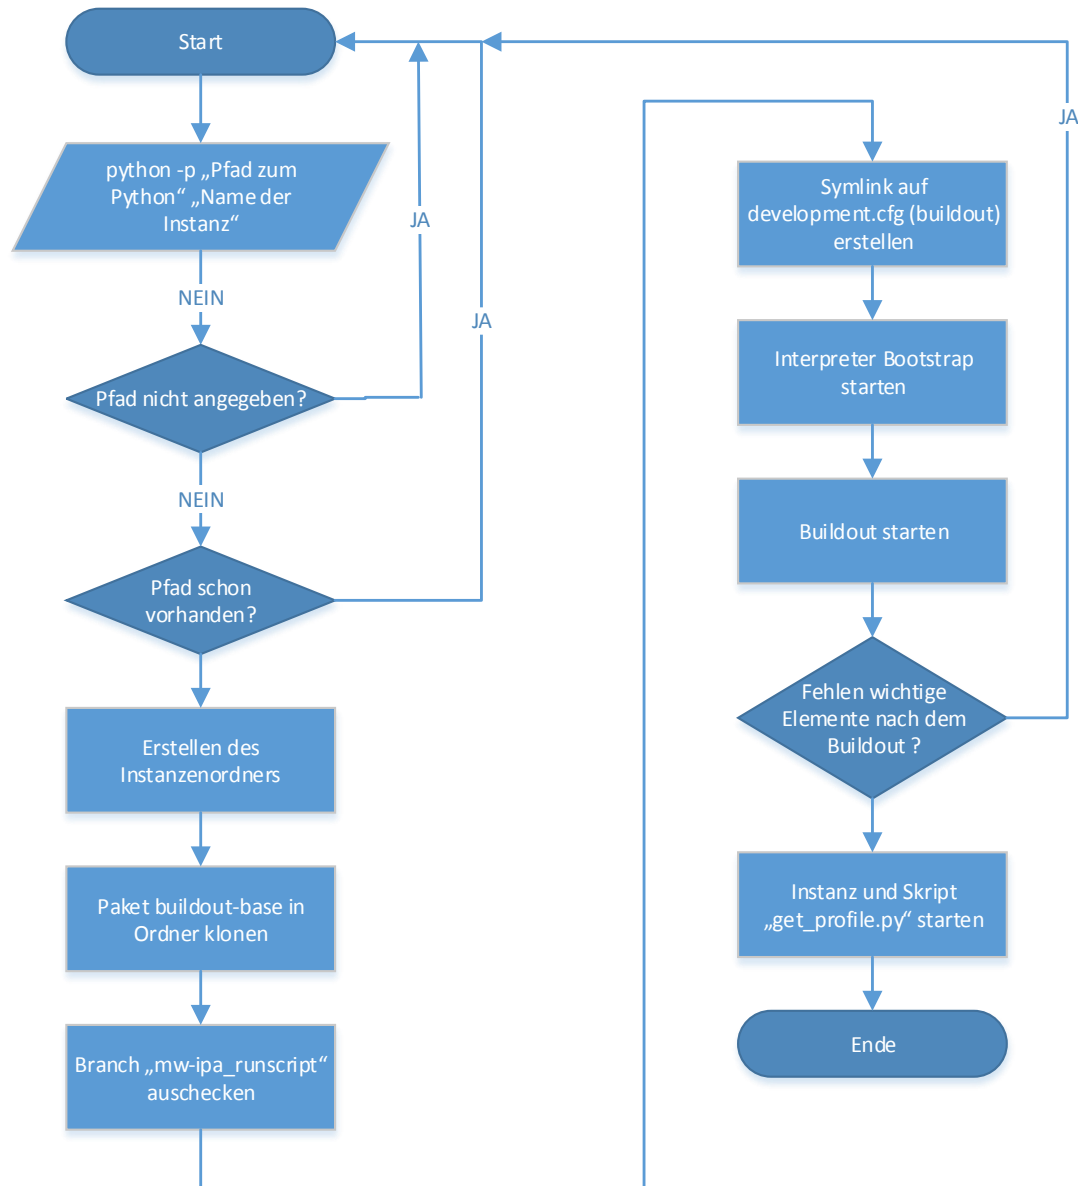 Start
python -p „Pfad zum
Python“ „Name der
Instanz“
NEIN
Pfad nicht angegeben?
JA
NEIN
Pfad schon
vorhanden?
JA
Erstellen des
Instanzenordners
Paket buildout-base in
Ordner klonen
Branch „mw-ipa_runscript“
auschecken
Symlink auf
development.cfg (buildout)
erstellen
Interpreter Bootstrap
starten
Buildout starten
Fehlen wichtige
Elemente nach dem
Buildout ?
JA
Instanz und Skript
„get_profile.py“ starten
Ende